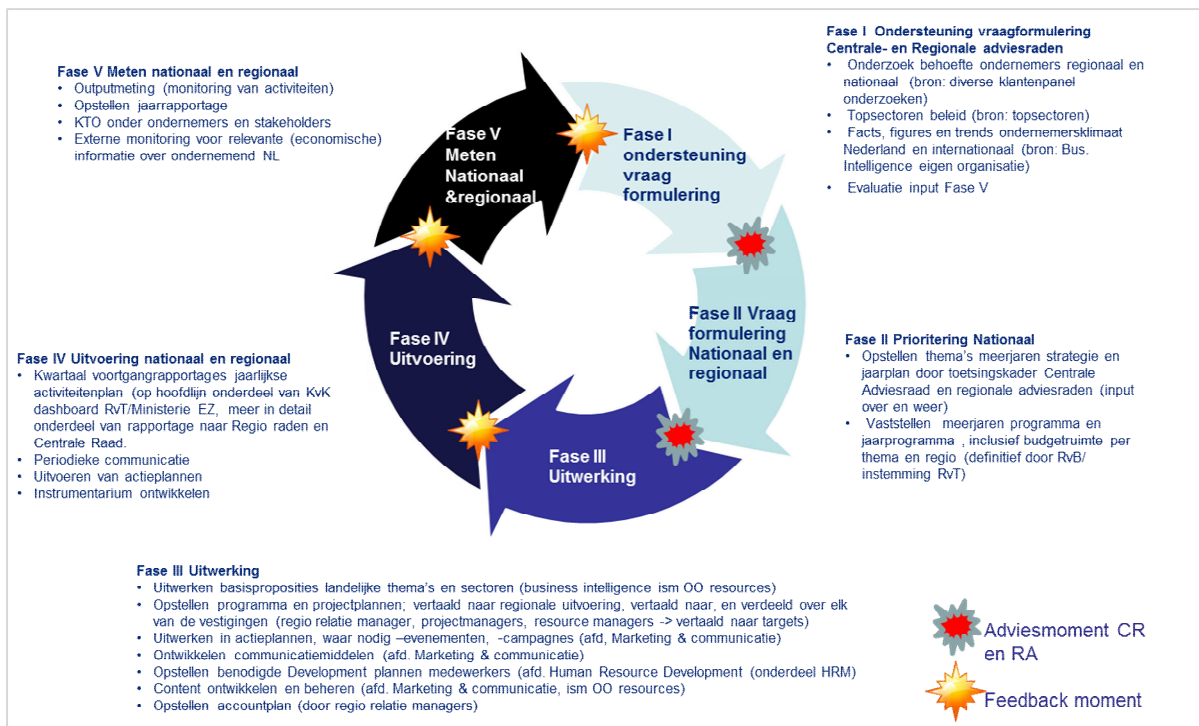 Fase I Ondersteuning vraagformulering
Centrale- en Regionale adviesraden
• Onderzoek behoefte ondernemers regionaal en
nationaal (bron: diverse klantenpanel
onderzoeken)
• Topsectoren beleid (bron: topsectoren)
• Facts, figures en trends ondernemersklimaat
Nederland en internationaal (bron: Bus.
Intelligence eigen organisatie)
• Evaluatie input Fase V
Fase V Meten nationaal en regionaal
• Outputmeting (monitoring van activiteiten)
• Opstellen jaarrapportage
• KTO onder ondernemers en stakeholders
• Externe monitoring voor relevante (economische)
informatie over ondernemend NL
Fase V
Meten
Nationaal
&regionaal
Fase I
ondersteuning
vraag
formulering
Fase II Vraag
formulering
Nationaal en
regionaal
Fase IV
Uitvoering
Fase III
Uitwerking
Fase II Prioritering Nationaal
• Opstellen thema's meerjaren strategie en
jaarplan door toetsingskader Centrale
Adviesraad en regionale adviesraden (input
over en weer)
• Vaststellen meerjaren programma en
jaarprogramma , inclusief budgetruimte per
thema en regio (definitief door RvB/
instemming RvT)
Fase IV Uitvoering nationaal en regionaal
• Kwartaal voortgangrapportages jaarlijkse
activiteitenplan (op hoofdlijn onderdeel van KvK
dashboard RvT/Ministerie EZ, meer in detail
onderdeel van rapportage naar Regio raden en
Centrale Raad.
• Periodieke communicatie
• Uitvoeren van actieplannen
• Instrumentarium ontwikkelen
Fase III Uitwerking
• Uitwerken basisproposities landelijke thema's en sectoren (business intelligence ism OO resources)
• Opstellen programma en projectplannen; vertaald naar regionale uitvoering, vertaald naar, en verdeeld over elk
van de vestigingen (regio relatie manager, projectmanagers, resource managers -> vertaald naar targets)
• Uitwerken in actieplannen, waar nodig –evenementen, -campagnes (afd, Marketing & communicatie)
• Ontwikkelen communicatiemiddelen (afd. Marketing & communicatie)
• Opstellen benodigde Development plannen medewerkers (afd. Human Resource Development (onderdeel HRM)
• Content ontwikkelen en beheren (afd. Marketing & communicatie, ism OO resources)
• Opstellen accountplan (door regio relatie managers)
Adviesmoment CR
en RA
Feedback moment